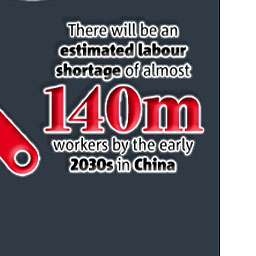 There will be an
estimated labour
shortage of almost
140m
workers by the early
2030s in China